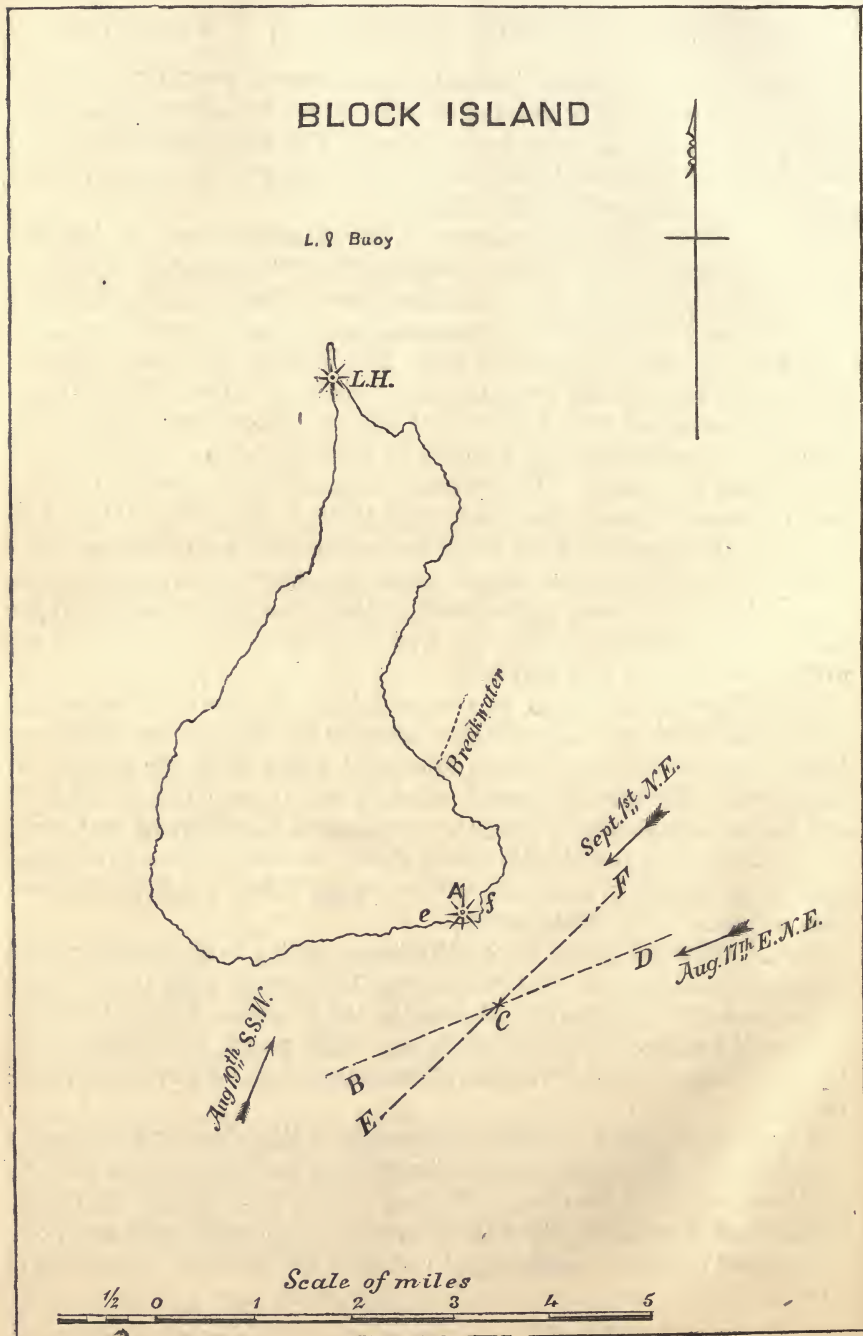 BLOCK ISLAND
L. Buoy
L.H.
Breakwater
Sept. 1st N.E.
A
e
f
F
D
Aug. 17th E.N.E.
C
B
E
Aug 19th S.S.W.
Scale of miles
1/2 0 1 2 3 4 5